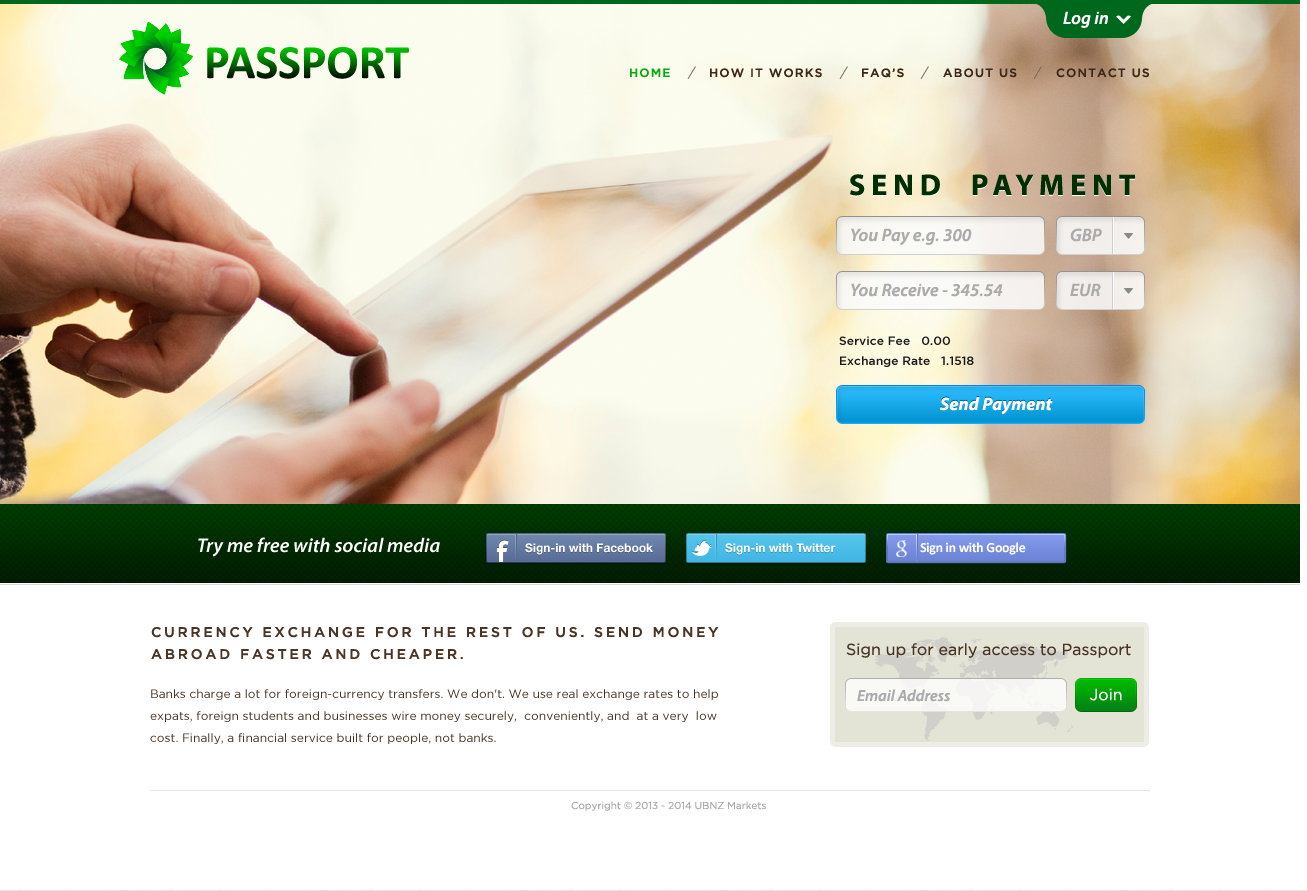 Log in
PASSPORT
HOME / HOW IT WORKS / FAQ'S / ABOUT US / CONTACT US
SEND PAYMENT
You Pay e.g. 300 GBP
You Receive - 345.54 EUR
Service Fee 0.00
Exchange Rate 1.1518
Send Payment
Try me free with social media
f Sign-in with Facebook
Sign-in with Twitter
g Sign in with Google
CURRENCY EXCHANGE FOR THE REST OF US. SEND MONEY
ABROAD FASTER AND CHEAPER.
Banks charge a lot for foreign-currency transfers. We don't. We use real exchange rates to help
expats, foreign students and businesses wire money securely, conveniently, and at a very low
cost. Finally, a financial service built for people, not banks.
Sign up for early access to Passport
Email Address
Join
Copyright © 2013 - 2014 UBNZ Markets